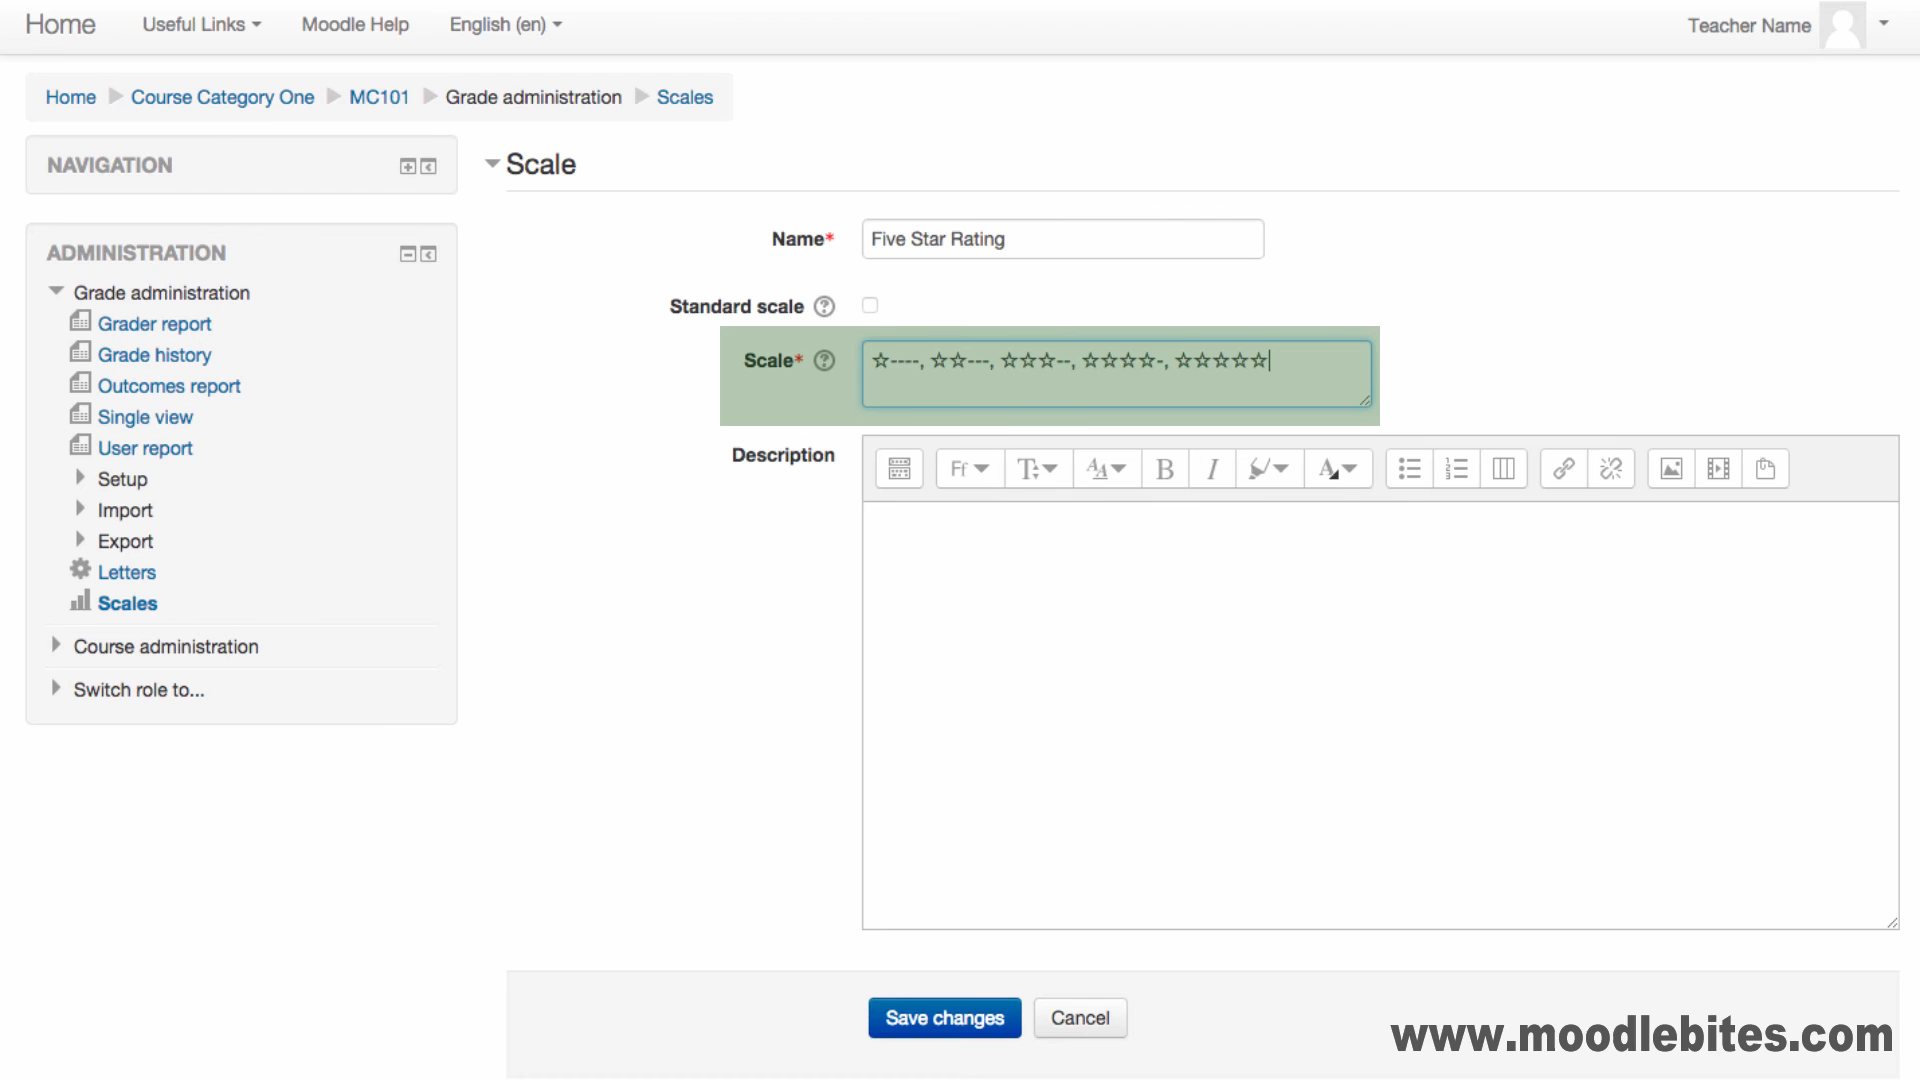 Home Useful Links Moodle Help English (en) Teacher Name
Home Course Category One MC101 Grade administration Scales
NAVIGATION
ADMINISTRATION
Grade administration
Grader report
Grade history
Outcomes report
Single view
User report
Setup
Import
Export
Letters
Scales
Course administration
Switch role to...
Scale
Name* Five Star Rating
Standard scale
Scale* ☆----, ☆☆---, ☆☆☆--, ☆☆☆☆-, ☆☆☆☆☆
Description
Ff
Save changes Cancel
www.moodlebites.com